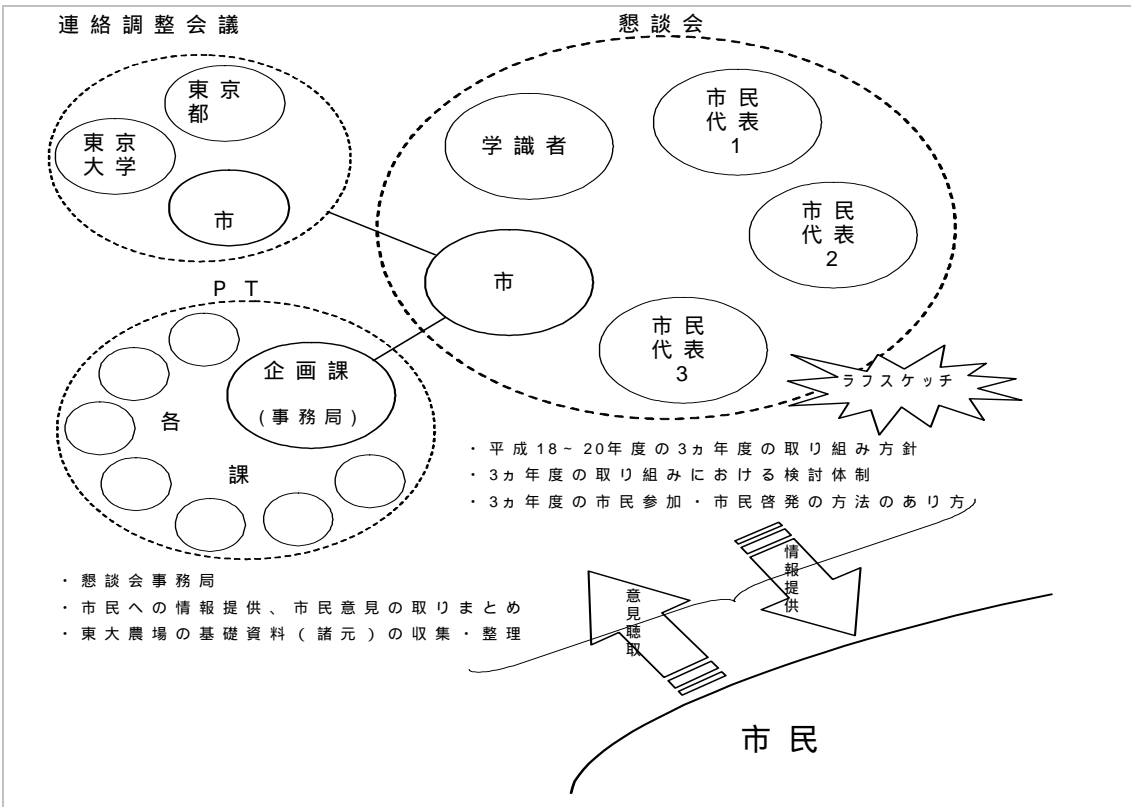 連絡調整会議
東京
都
東京
大学
市
懇談会
学識者
市民
代表
1
市民
代表
2
市
市民
代表
3
ラフスケッチ
PT
企画課
(事務局)
各
課
・平成18~20年度の3ヵ年度の取り組み方針
・3ヵ年度の取り組みにおける検討体制
・3ヵ年度の市民参加・市民啓発の方法のあり方
・懇談会事務局
・市民への情報提供、市民意見の取りまとめ
・東大農場の基礎資料(諸元)の収集・整理
意見聴取
情報提供
市民